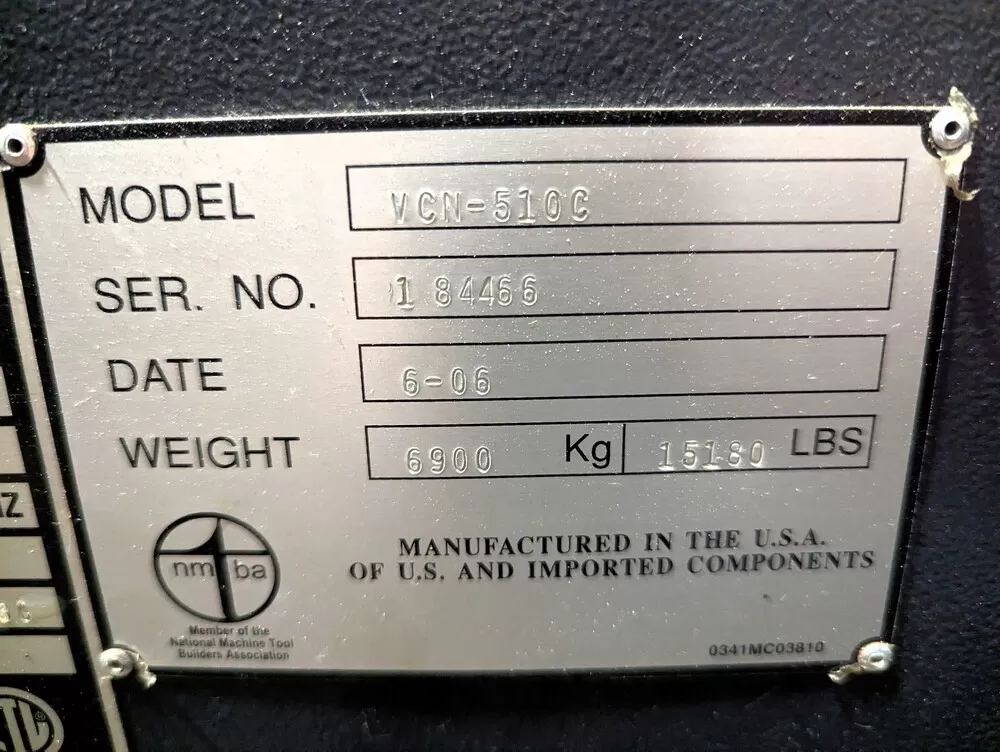 MODEL VCN-510C
SER. NO. 184466
DATE 6-06
WEIGHT 6900 Kg 15180 LBS
nm ba
MANUFACTURED IN THE U.S.A.
OF U.S. AND IMPORTED COMPONENTS
Member of the
National Machine Tool
Builders Association
0341MC03810